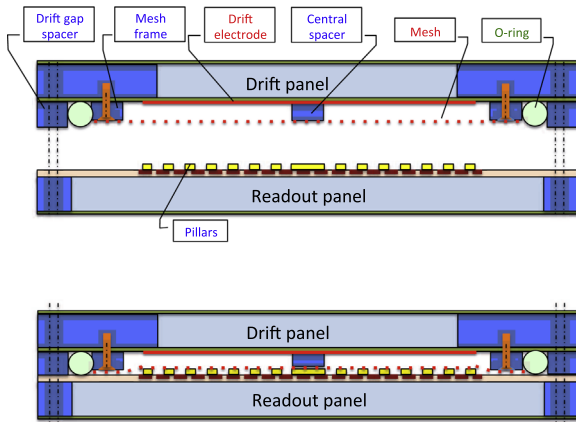 Drift gap
spacer
Mesh
frame
Drift
electrode
Central
spacer
Mesh
O-ring
Drift panel
Readout panel
Pillars
Drift panel
Readout panel